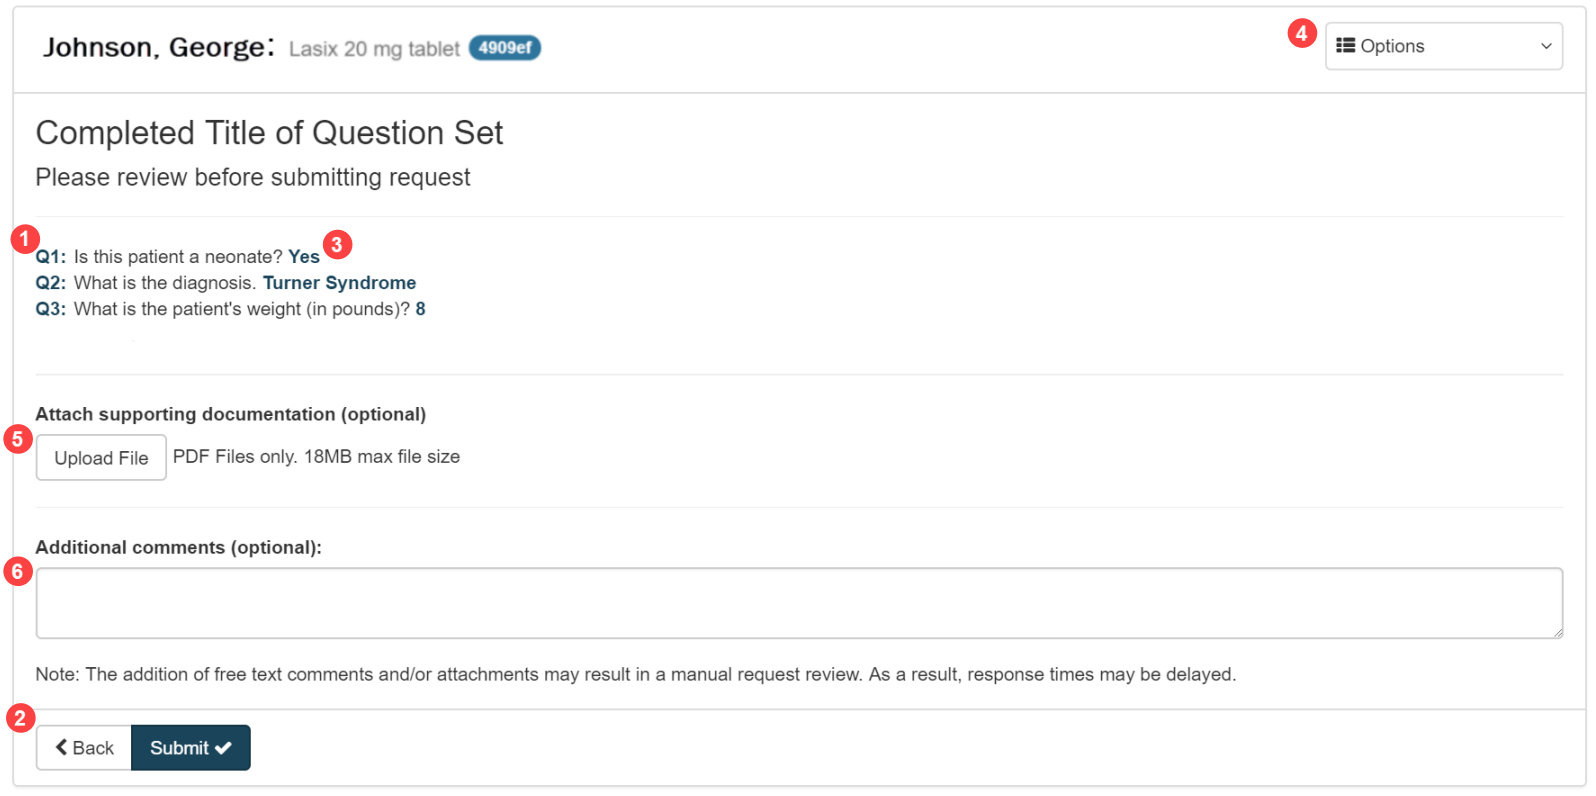 Johnson, George: Lasix 20 mg tablet 4909ef
4 Options
Completed Title of Question Set
Please review before submitting request
1
Q1: Is this patient a neonate? Yes 3
Q2: What is the diagnosis. Turner Syndrome
Q3: What is the patient's weight (in pounds)? 8
Attach supporting documentation (optional)
5
Upload File PDF Files only. 18MB max file size
Additional comments (optional):
6
Note: The addition of free text comments and/or attachments may result in a manual request review. As a result, response times may be delayed.
2
Back Submit